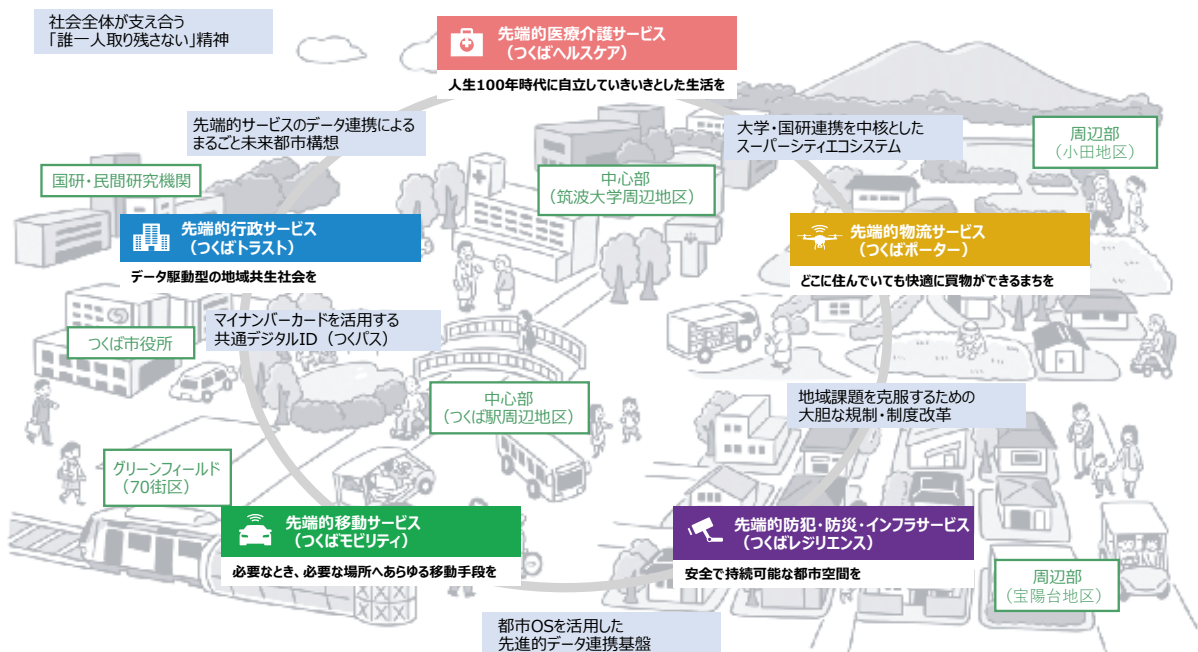 社会全体が支え合う
「誰一人取り残さない」精神
先端的医療介護サービス
（つくばヘルスケア）
人生100年時代に自立していきいきとした生活を
先端的サービスのデータ連携による
まるごと未来都市構想
大学・国研連携を中核とした
スーパーシティエコシステム
周辺部
（小田地区）
国研・民間研究機関
中心部
（筑波大学周辺地区）
先端的行政サービス
（つくばトラスト）
データ駆動型の地域共生社会を
先端的物流サービス
（つくばポーター）
どこに住んでいても快適に買物ができるまちを
マイナンバーカードを活用する
共通デジタルID（つくパス）
つくば市役所
中心部
（つくば駅周辺地区）
地域課題を克服するための
大胆な規制・制度改革
グリーンフィールド
（70街区）
先端的移動サービス
（つくばモビリティ）
必要なとき、必要な場所へあらゆる移動手段を
先端的防犯・防災・インフラサービス
（つくばレジリエンス）
安全で持続可能な都市空間を
周辺部
（宝陽台地区）
都市OSを活用した
先進的データ連携基盤